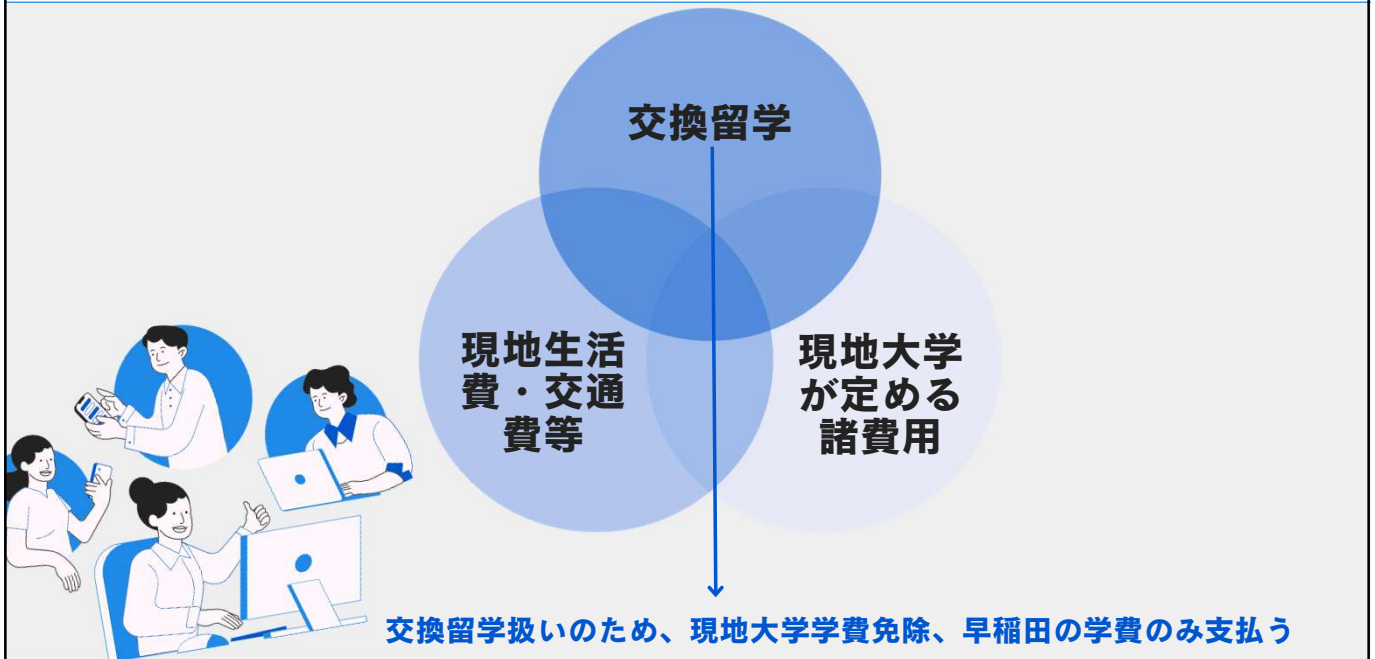 交換留学
現地生活
費・交通
費等
現地大学
が定める
諸費用
交換留学扱いのため、現地大学学費免除、早稲田の学費のみ支払う